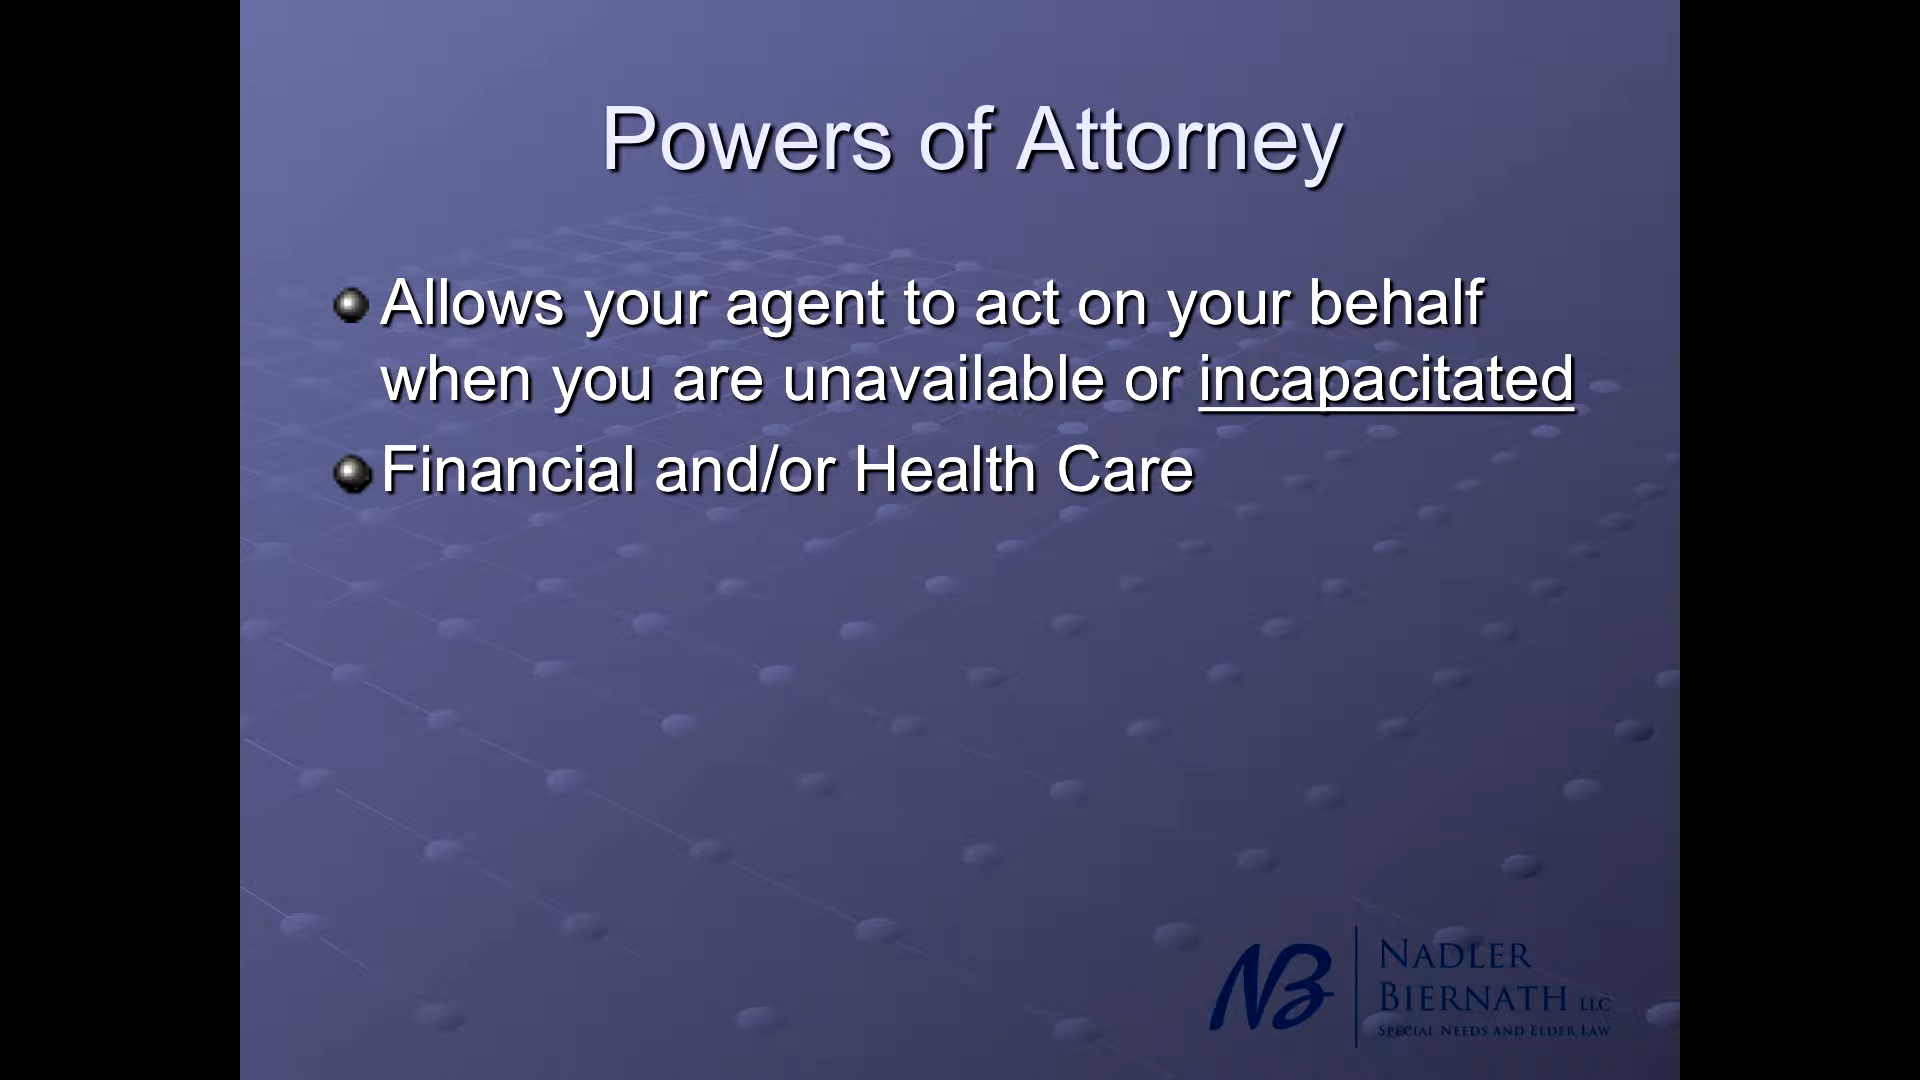 Powers of Attorney
Allows your agent to act on your behalf
when you are unavailable or incapacitated
Financial and/or Health Care
NB
NADLER
BIERNATH LLC
SPECIAL NEEDS AND ELDER LAW